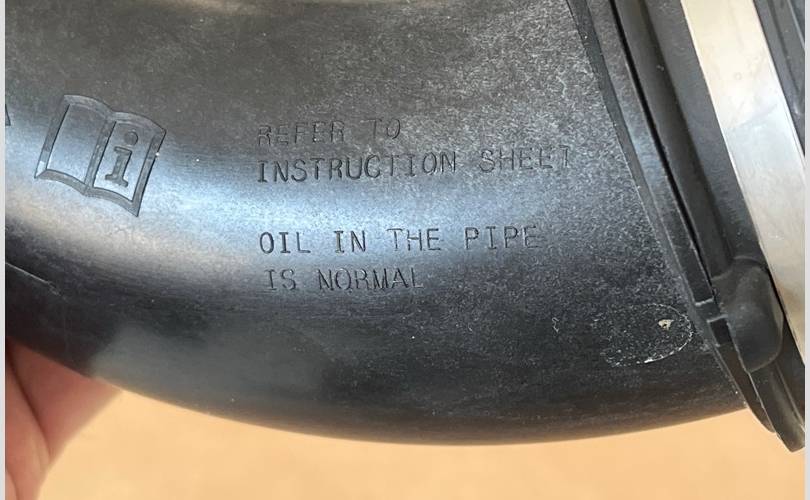 REFER TO
INSTRUCTION SHEET
OIL IN THE PIPE
IS NORMAL